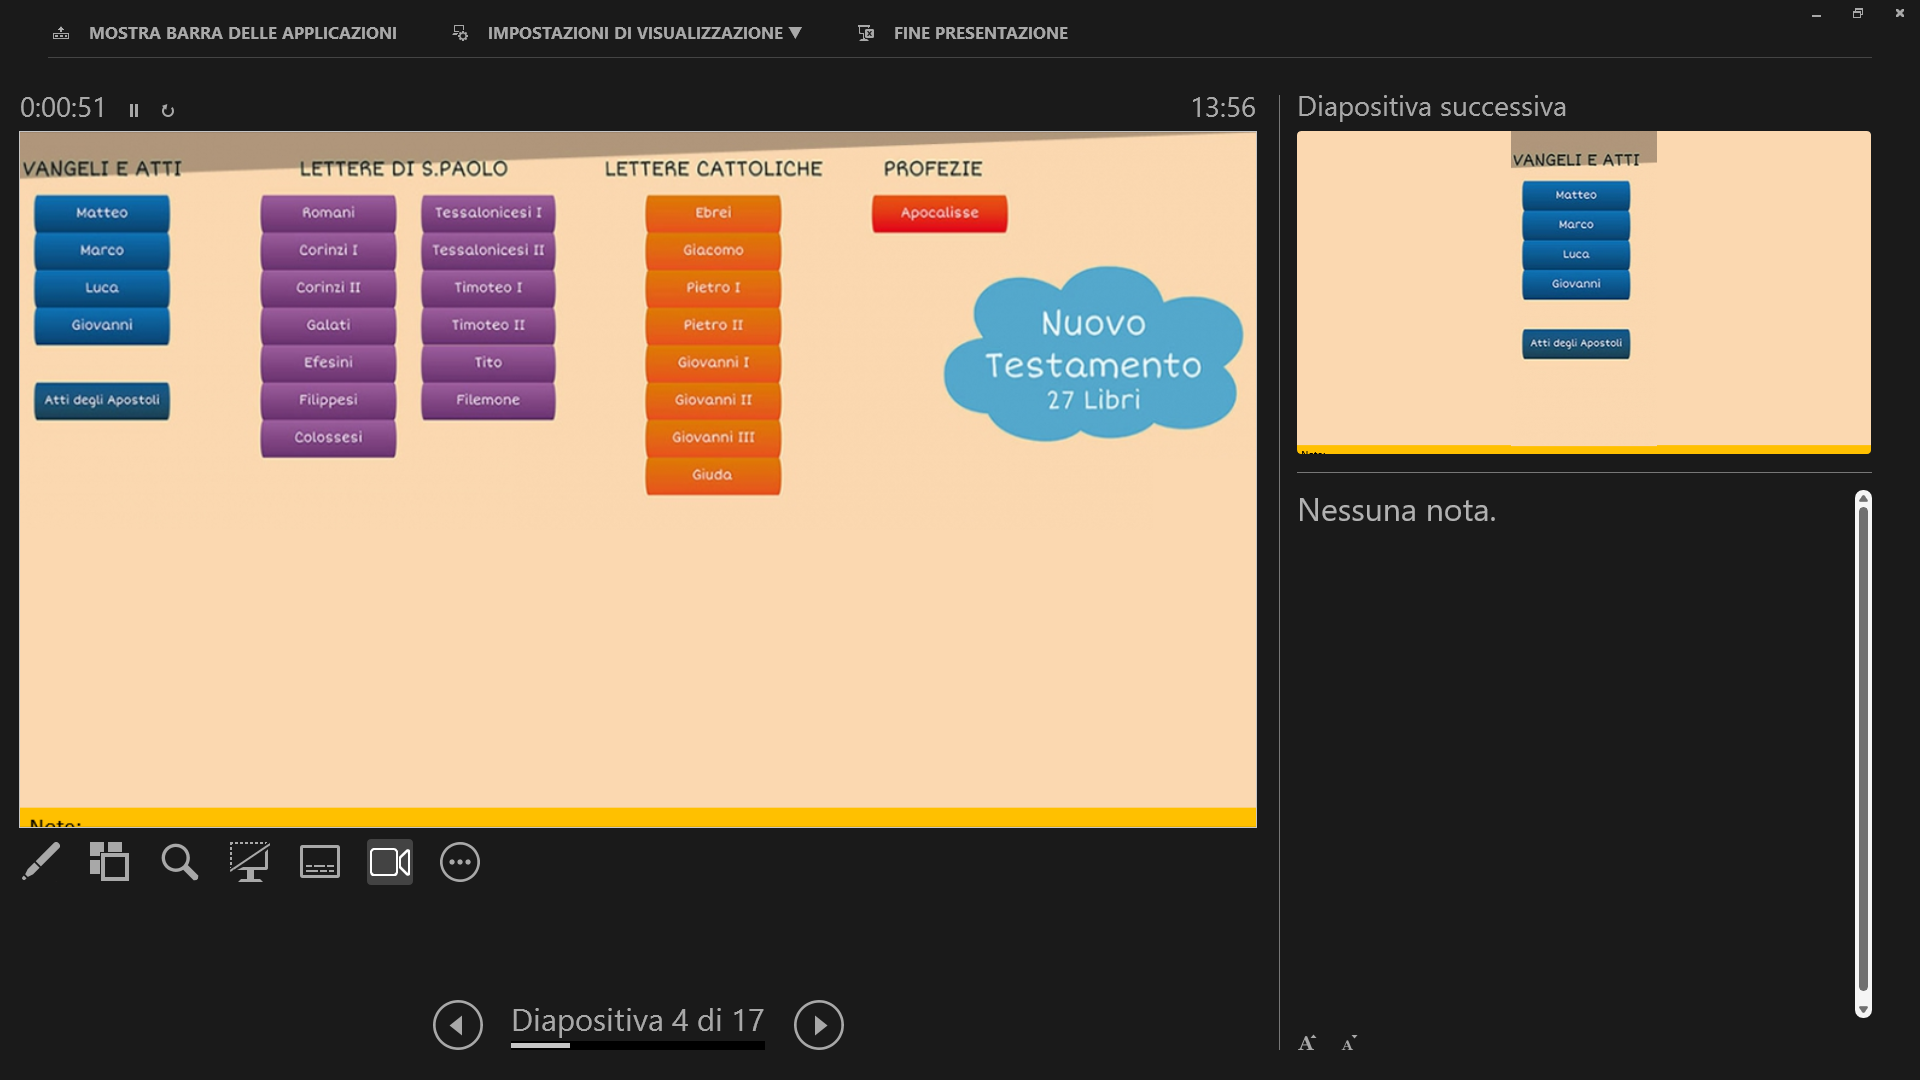 MOSTRA BARRA DELLE APPLICAZIONI
IMPOSTAZIONI DI VISUALIZZAZIONE ▼
FINE PRESENTAZIONE
0:00:51
13:56
VANGELI E ATTI
Matteo
Marco
Luca
Giovanni
Atti degli Apostoli
LETTERE DI S.PAOLO
Romani
Corinzi I
Corinzi II
Galati
Efesini
Filippesi
Colossesi
Tessalonicesi I
Tessalonicesi II
Timoteo I
Timoteo II
Tito
Filemone
LETTERE CATTOLICHE
Ebrei
Giacomo
Pietro I
Pietro II
Giovanni I
Giovanni II
Giovanni III
Giuda
PROFEZIE
Apocalisse
Nuovo
Testamento
27 Libri
Diapositiva 4 di 17
Diapositiva successiva
VANGELI E ATTI
Matteo
Marco
Luca
Giovanni
Atti degli Apostoli
Nessuna nota.
A
A